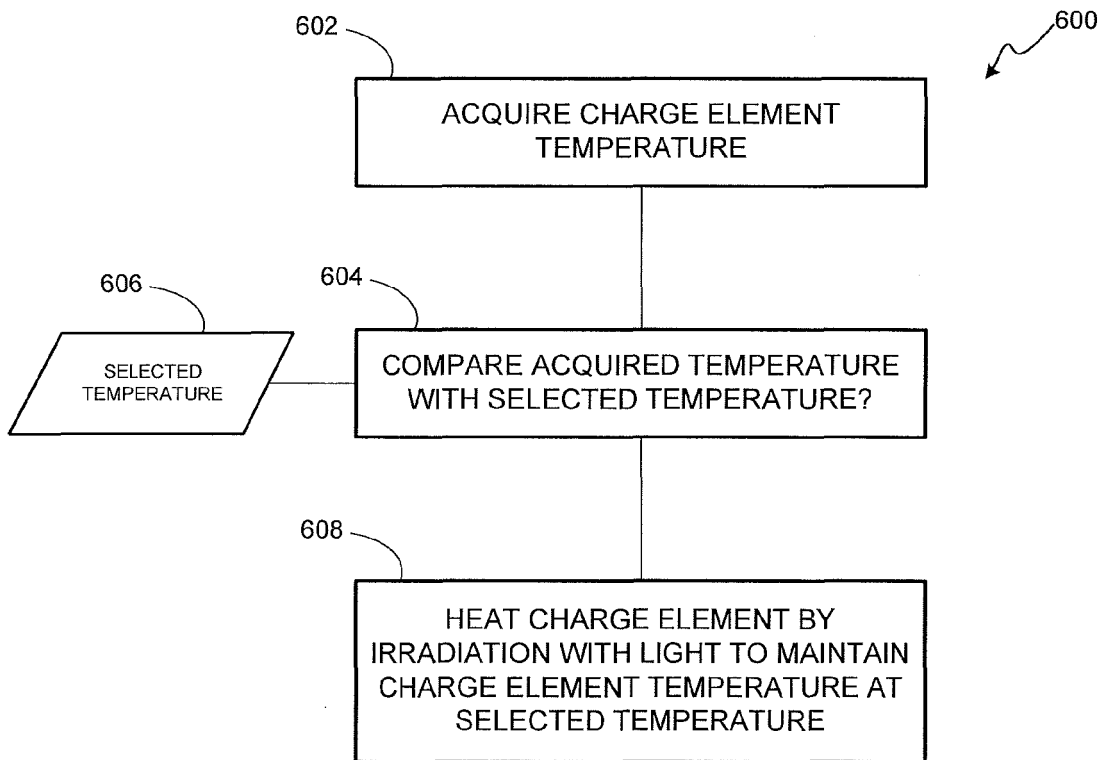 600
602
ACQUIRE CHARGE ELEMENT
TEMPERATURE
606
604
SELECTED
TEMPERATURE
COMPARE ACQUIRED TEMPERATURE
WITH SELECTED TEMPERATURE?
608
HEAT CHARGE ELEMENT BY
IRRADIATION WITH LIGHT TO MAINTAIN
CHARGE ELEMENT TEMPERATURE AT
SELECTED TEMPERATURE